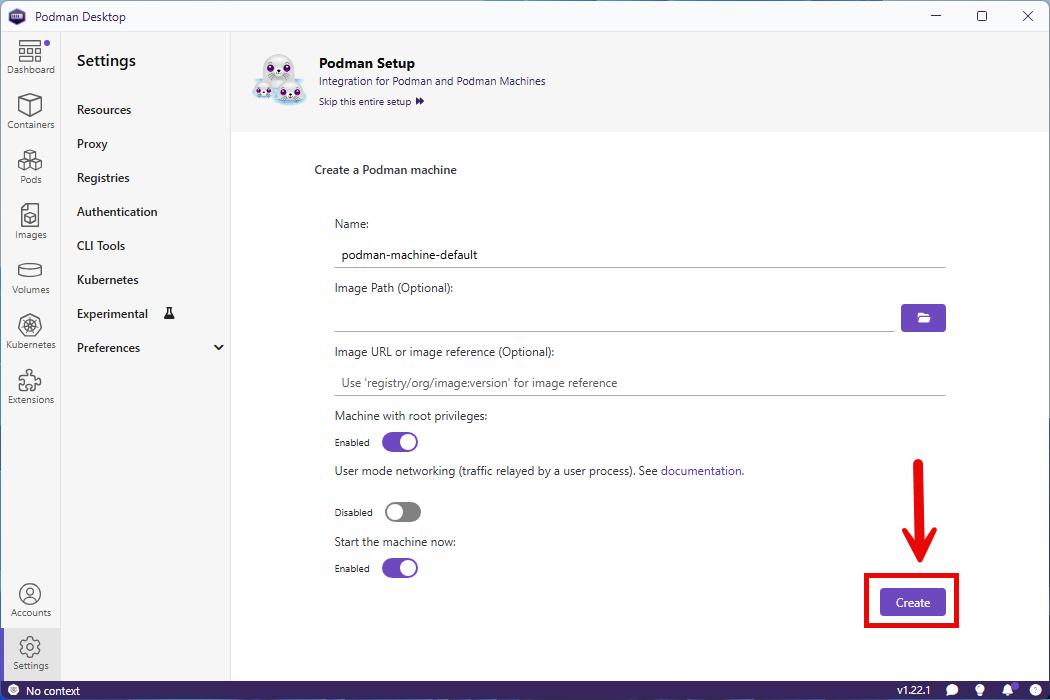 Podman Desktop
Dashboard
Containers
Pods
Images
Volumes
Kubernetes
Extensions
Accounts
Settings
Settings
Resources
Proxy
Registries
Authentication
CLI Tools
Kubernetes
Experimental
Preferences
Podman Setup
Integration for Podman and Podman Machines
Skip this entire setup
Create a Podman machine
Name:
podman-machine-default
Image Path (Optional):
Image URL or image reference (Optional):
Use 'registry/org/image:version' for image reference
Machine with root privileges:
Enabled
User mode networking (traffic relayed by a user process). See documentation.
Disabled
Start the machine now:
Enabled
Create
No context
v1.22.1